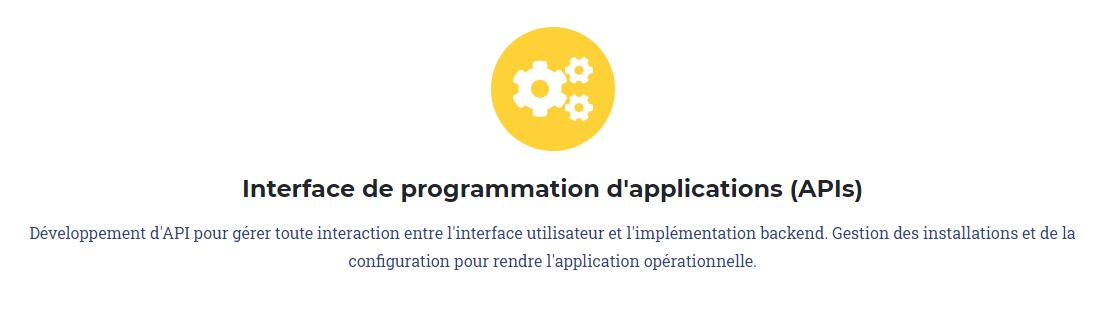 Interface de programmation d'applications (APIs)
Développement d'API pour gérer toute interaction entre l'interface utilisateur et l'implémentation backend. Gestion des installations et de la
configuration pour rendre l'application opérationnelle.